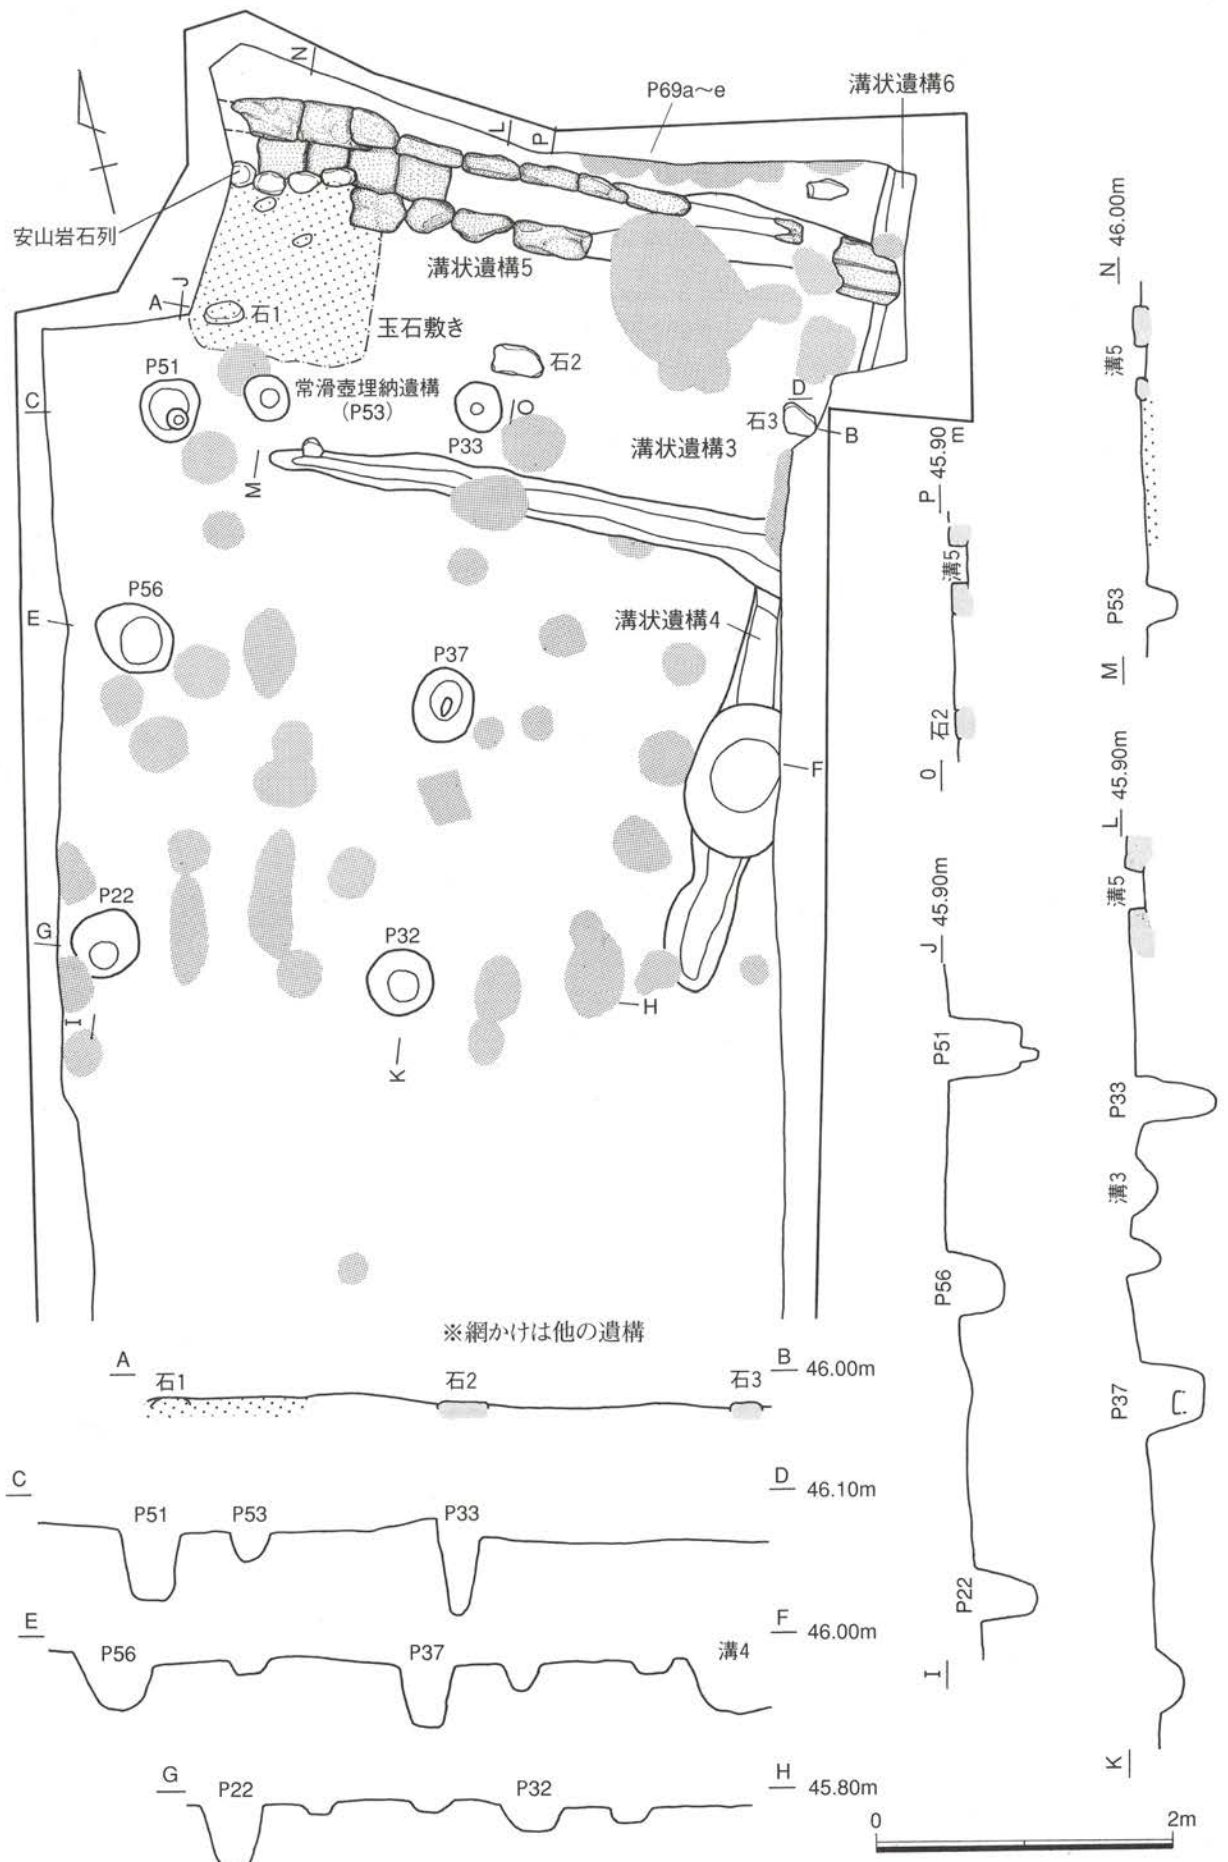 N
P69a〜e
溝状遺構6
L
P
安山岩石列
溝状遺構5
J
A
石1
玉石敷き
石2
P51
常滑壺埋納遺構
(P53)
C
O
D
石3
B
P33
溝状遺構3
M
P56
E
溝状遺構4
P37
F
P22
G
P32
I
H
K
※網かけは他の遺構
A
石1
石2
石3
B
46.00m
C
P51
P53
P33
D
46.10m
E
P56
P37
溝4
F
46.00m
G
P22
P32
H
45.80m
N
46.00m
溝5
P53
M
P
45.90m
溝5
石2
O
L
45.90m
溝5
P33
溝3
P37
K
J
45.90m
P51
P56
P22
I
0
2m